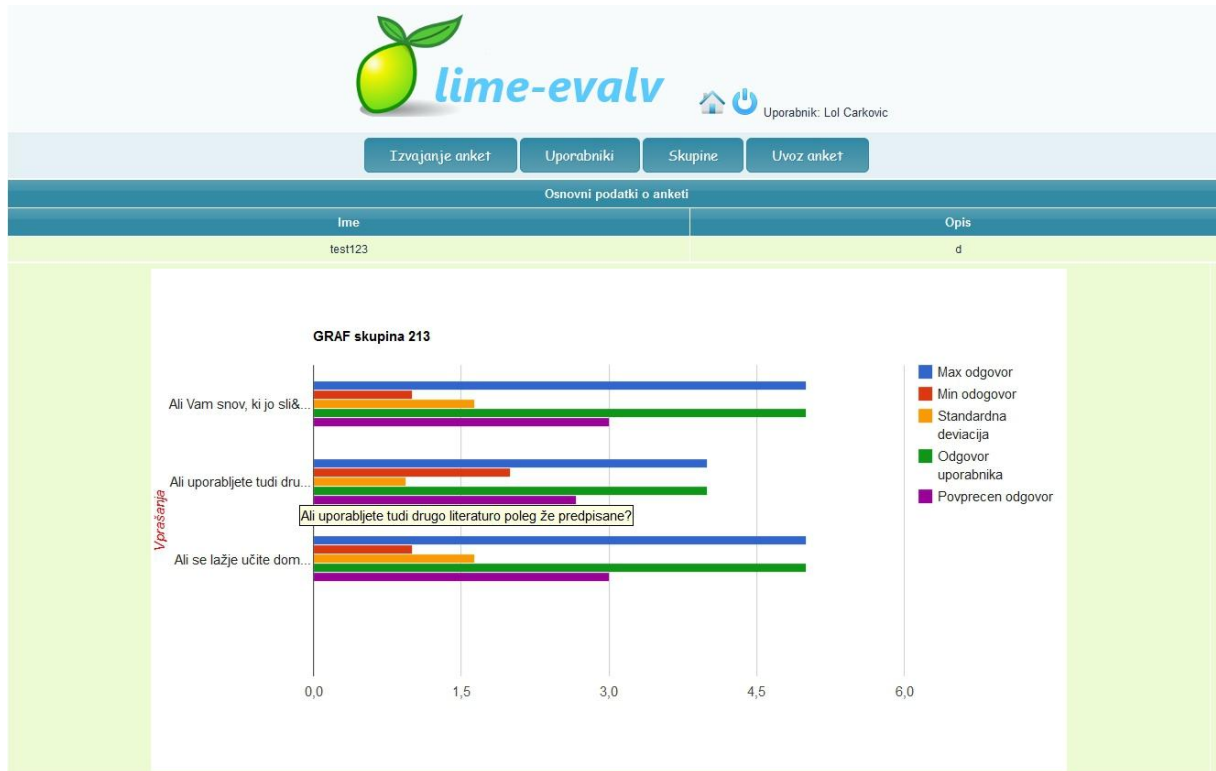 lime-evalv
Uporabnik: Lol Carkovic
Izvajanje anket Uporabniki Skupine Uvoz anket
Osnovni podatki o anketi
Ime Opis
test123 d
GRAF skupina 213
Vprašanja
Ali Vam snov, ki jo sli&...
Ali uporabljete tudi dru...
Ali uporabljete tudi drugo literaturo poleg že predpisane?
Ali se lažje učite dom...
0,0 1,5 3,0 4,5 6,0
Max odgovor
Min odogovor
Standardna
deviacija
Odgovor
uporabnika
Povprecen odgovor